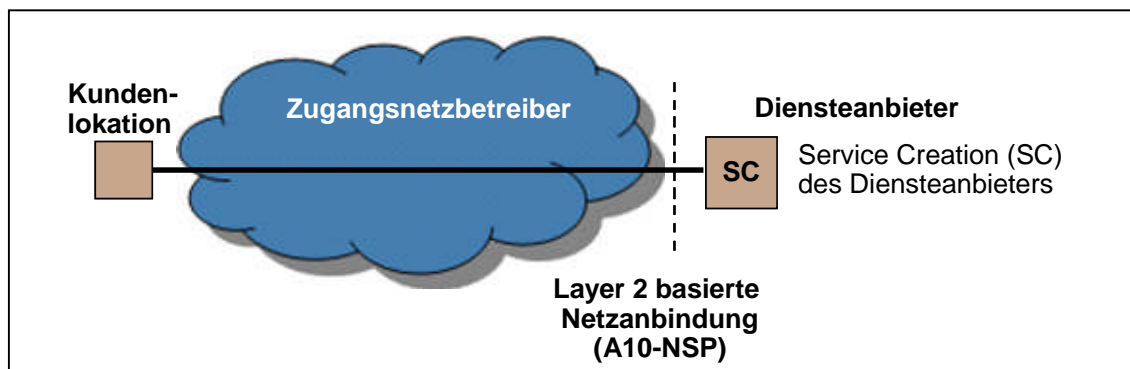 Kunden-
lokation
Zugangsnetzbetreiber
Diensteanbieter
SC
Service Creation (SC)
des Diensteanbieters
Layer 2 basierte
Netzanbindung
(A10-NSP)